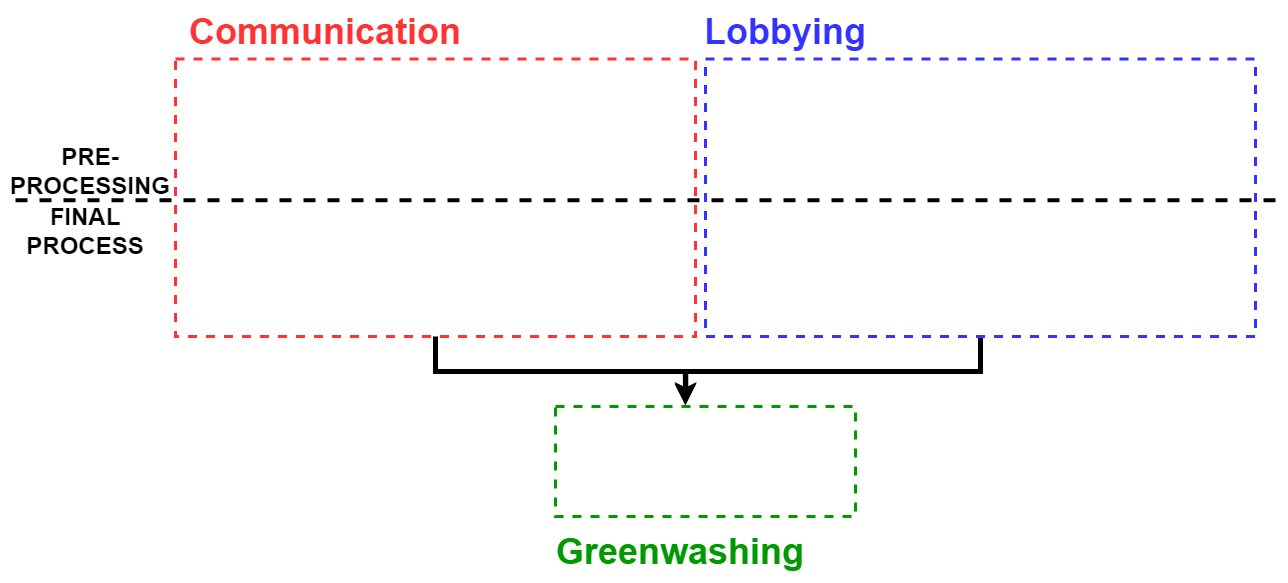 Communication
Lobbying
PRE-
PROCESSING
FINAL
PROCESS
Greenwashing